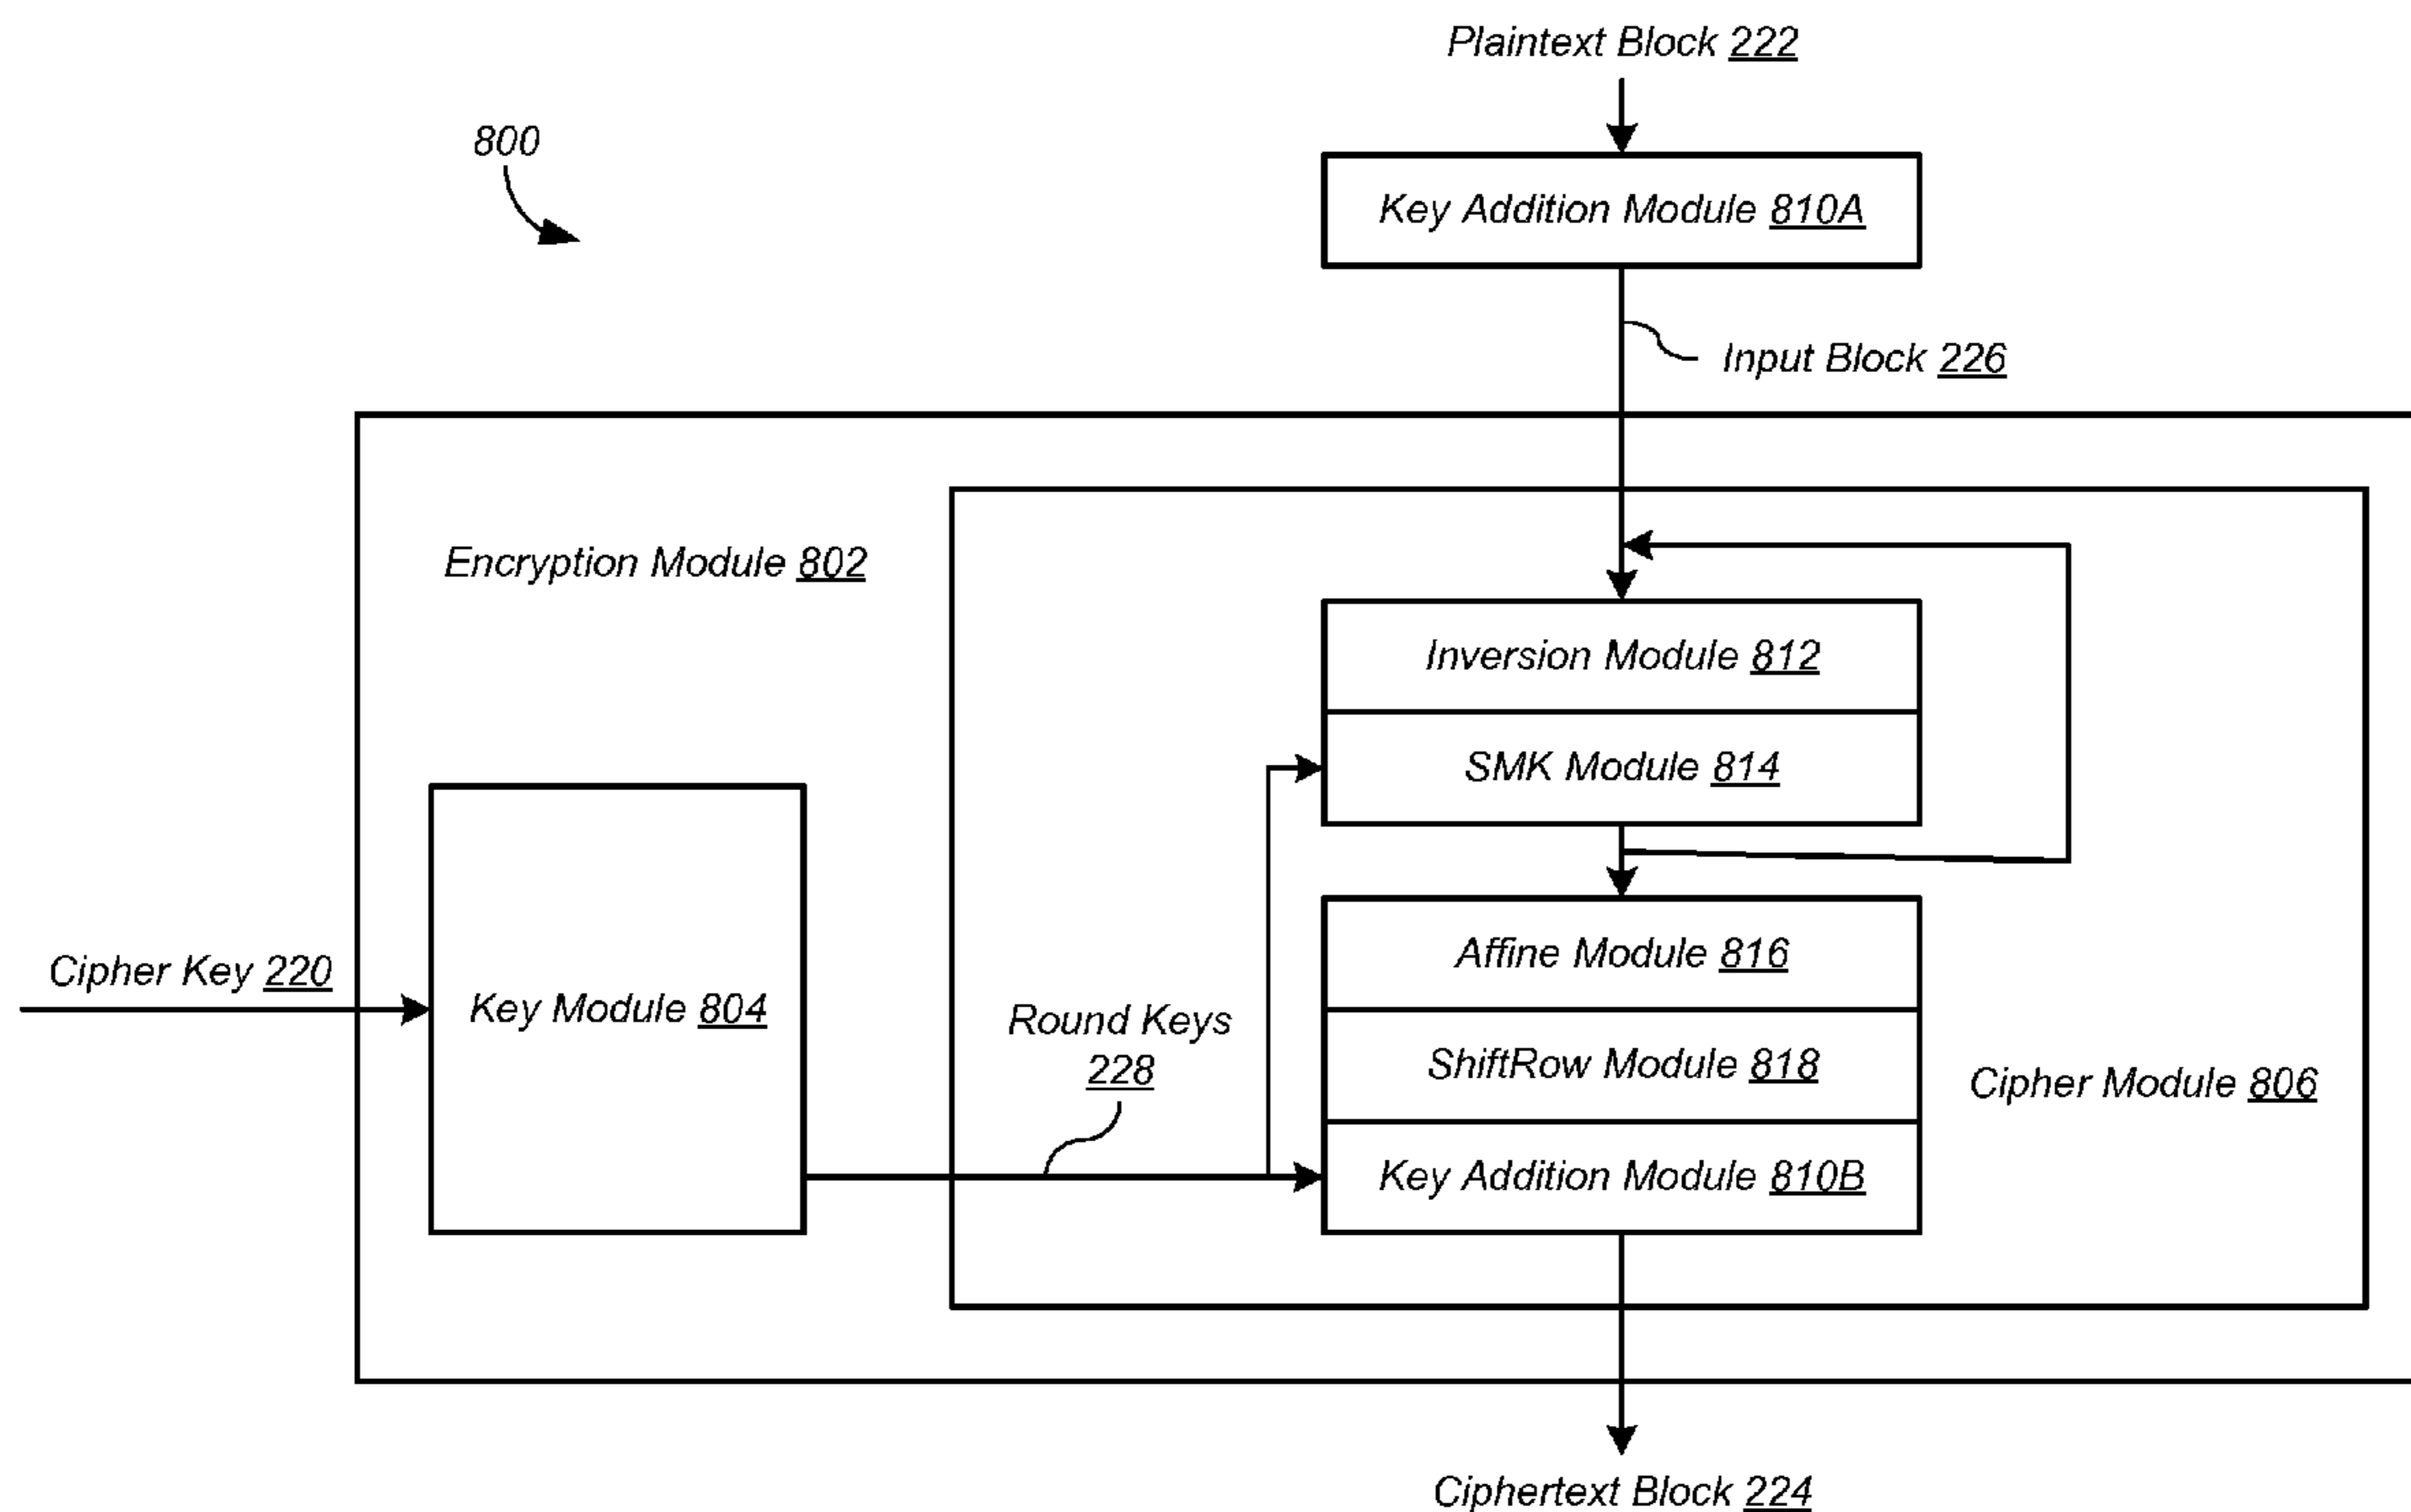 Plaintext Block 222
800
Key Addition Module 810A
Input Block 226
Encryption Module 802
Inversion Module 812
SMK Module 814
Affine Module 816
Cipher Key 220
Key Module 804
Round Keys
228
ShiftRow Module 818
Cipher Module 806
Key Addition Module 810B
Ciphertext Block 224